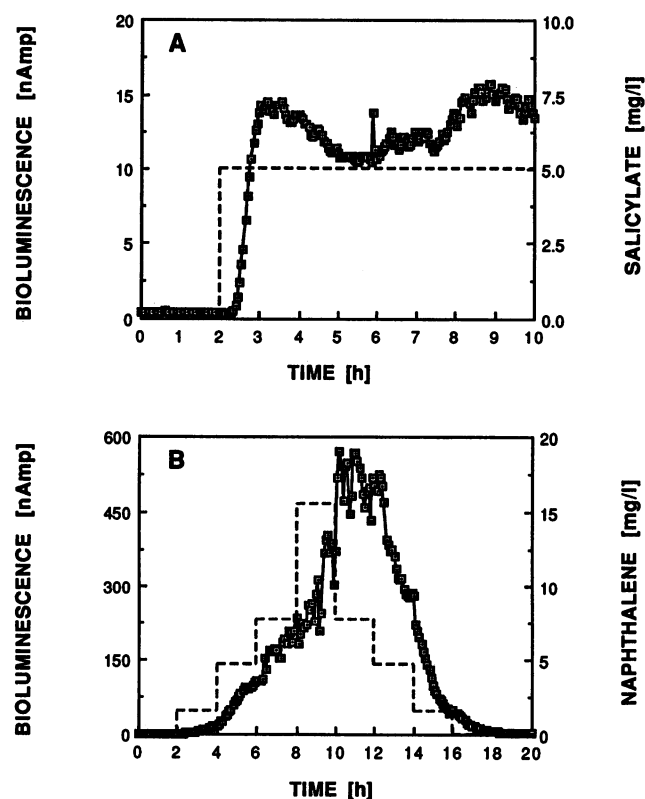 A
BIOLUMINESCENCE [nAmp]
20
15
10
5
0
10.0
7.5
5.0
2.5
0.0
SALICYLATE [mg/l]
0 1 2 3 4 5 6 7 8 9 10
TIME [h]
B
BIOLUMINESCENCE [nAmp]
600
450
300
150
0
20
15
10
5
0
NAPHTHALENE [mg/l]
0 2 4 6 8 10 12 14 16 18 20
TIME [h]